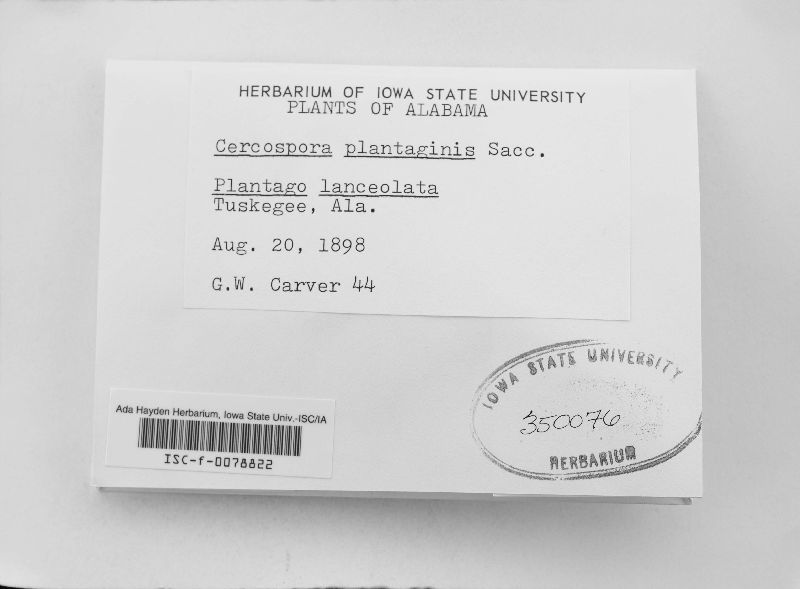 HERBARIUM OF IOWA STATE UNIVERSITY
PLANTS OF ALABAMA
Cercospora plantaginis Sacc.
Plantago lanceolata
Tuskegee, Ala.
Aug. 20, 1898
G.W. Carver 44
IOWA STATE UNIVERSITY
350076
HERBARIUM
Ada Hayden Herbarium, Iowa State Univ.-ISC/IA
ISC-f-0078822